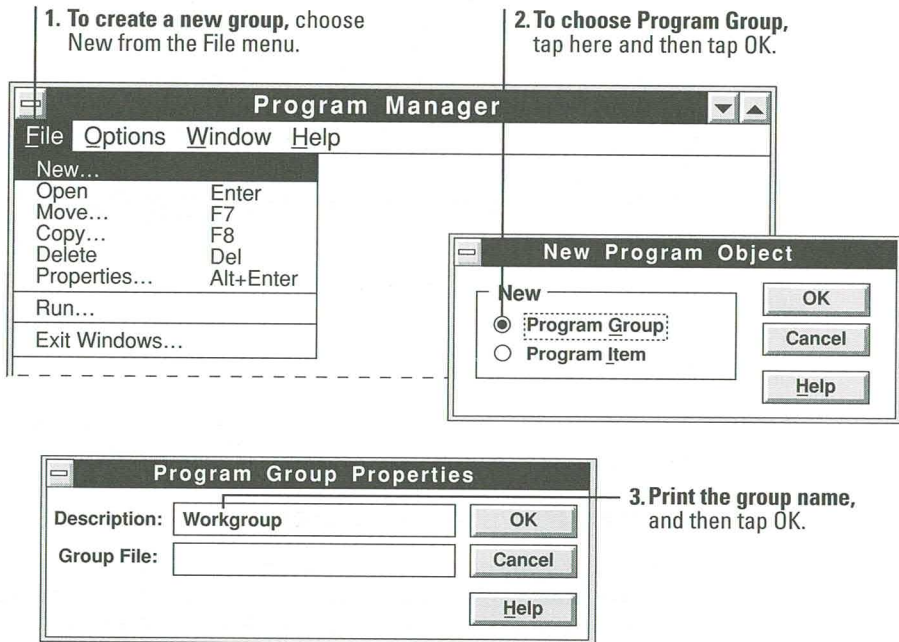 1. To create a new group, choose
New from the File menu.
2. To choose Program Group,
tap here and then tap OK.
Program Manager
File Options Window Help
New...
Open Enter
Move... F7
Copy... F8
Delete Del
Properties... Alt+Enter
Run...
Exit Windows...
New Program Object
New
Program Group
Program Item
OK
Cancel
Help
Program Group Properties
Description: Workgroup
Group File:
OK
Cancel
Help
3. Print the group name,
and then tap OK.